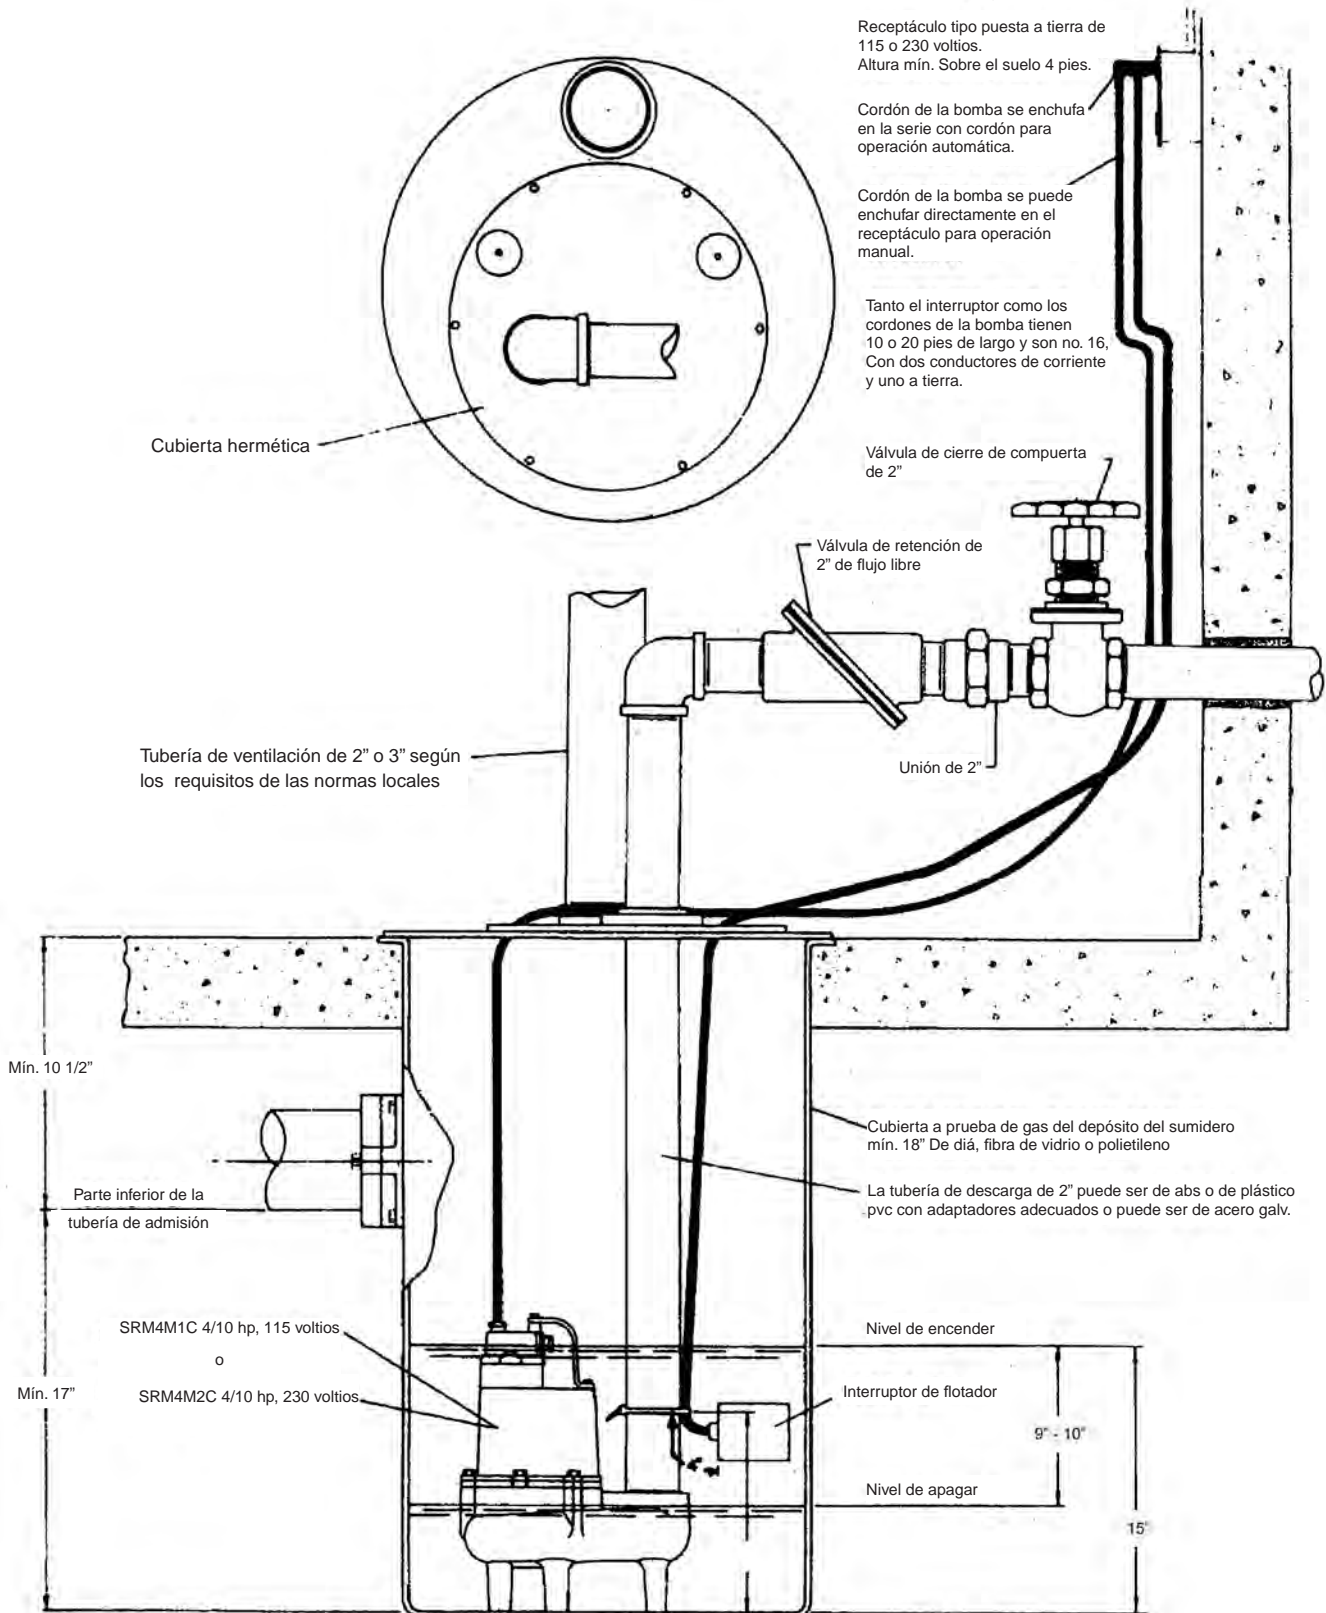 Receptáculo tipo puesta a tierra de
115 o 230 voltios.
Altura mín. Sobre el suelo 4 pies.
Cordón de la bomba se enchufa
en la serie con cordón para
operación automática.
Cordón de la bomba se puede
enchufar directamente en el
receptáculo para operación
manual.
Tanto el interruptor como los
cordones de la bomba tienen
10 o 20 pies de largo y son no. 16,
Con dos conductores de corriente
y uno a tierra.
Cubierta hermética
Válvula de cierre de compuerta
de 2”
Válvula de retención de
2” de flujo libre
Tubería de ventilación de 2” o 3” según
los requisitos de las normas locales
Unión de 2”
Mín. 10 1/2”
Cubierta a prueba de gas del depósito del sumidero
mín. 18” De diá, fibra de vidrio o polietileno
La tubería de descarga de 2” puede ser de abs o de plástico
pvc con adaptadores adecuados o puede ser de acero galv.
Parte inferior de la
tubería de admisión
SRM4M1C 4/10 hp, 115 voltios
o
SRM4M2C 4/10 hp, 230 voltios
Mín. 17”
Nivel de encender
Interruptor de flotador
9” - 10”
Nivel de apagar
15”